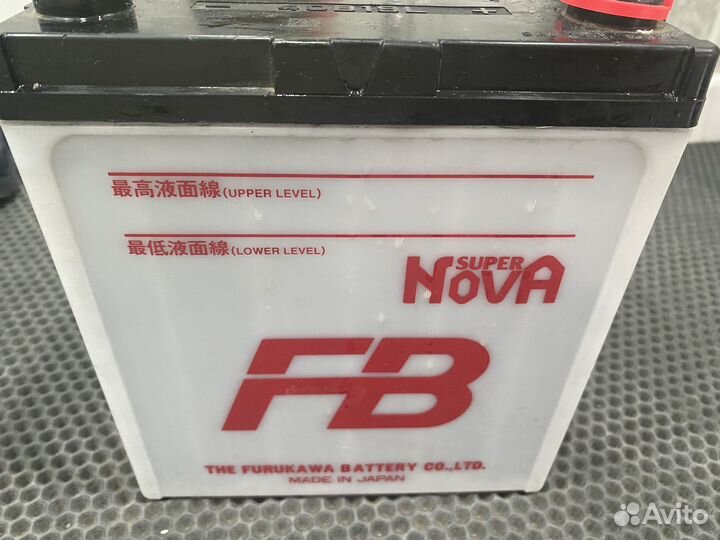 最高液面線(UPPER LEVEL)
最低液面線(LOWER LEVEL)
SUPER
NOVA
FB
THE FURUKAWA BATTERY CO.,LTD.
MADE IN JAPAN
Avito